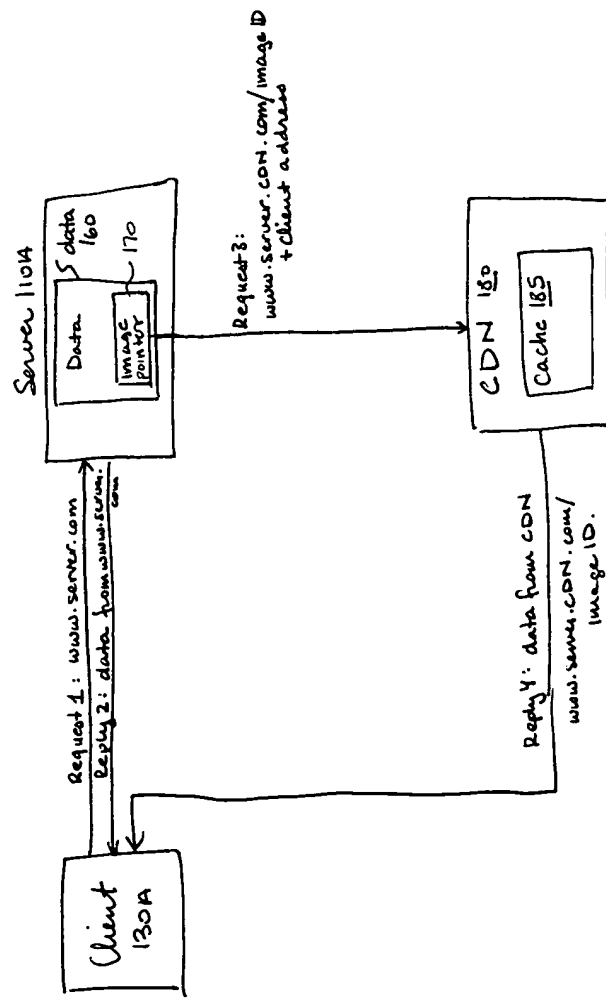 Server 110A
Data
data
160
image
pointer
170
Request 1: www.server.com
Reply 2: data from www.server.
com
Client
130A
Request 3:
www.server.CDN.com/image ID
+ Client address
CDN 180
Cache 185
Reply 4: data from CDN
www.server.CDN.com/
image ID.